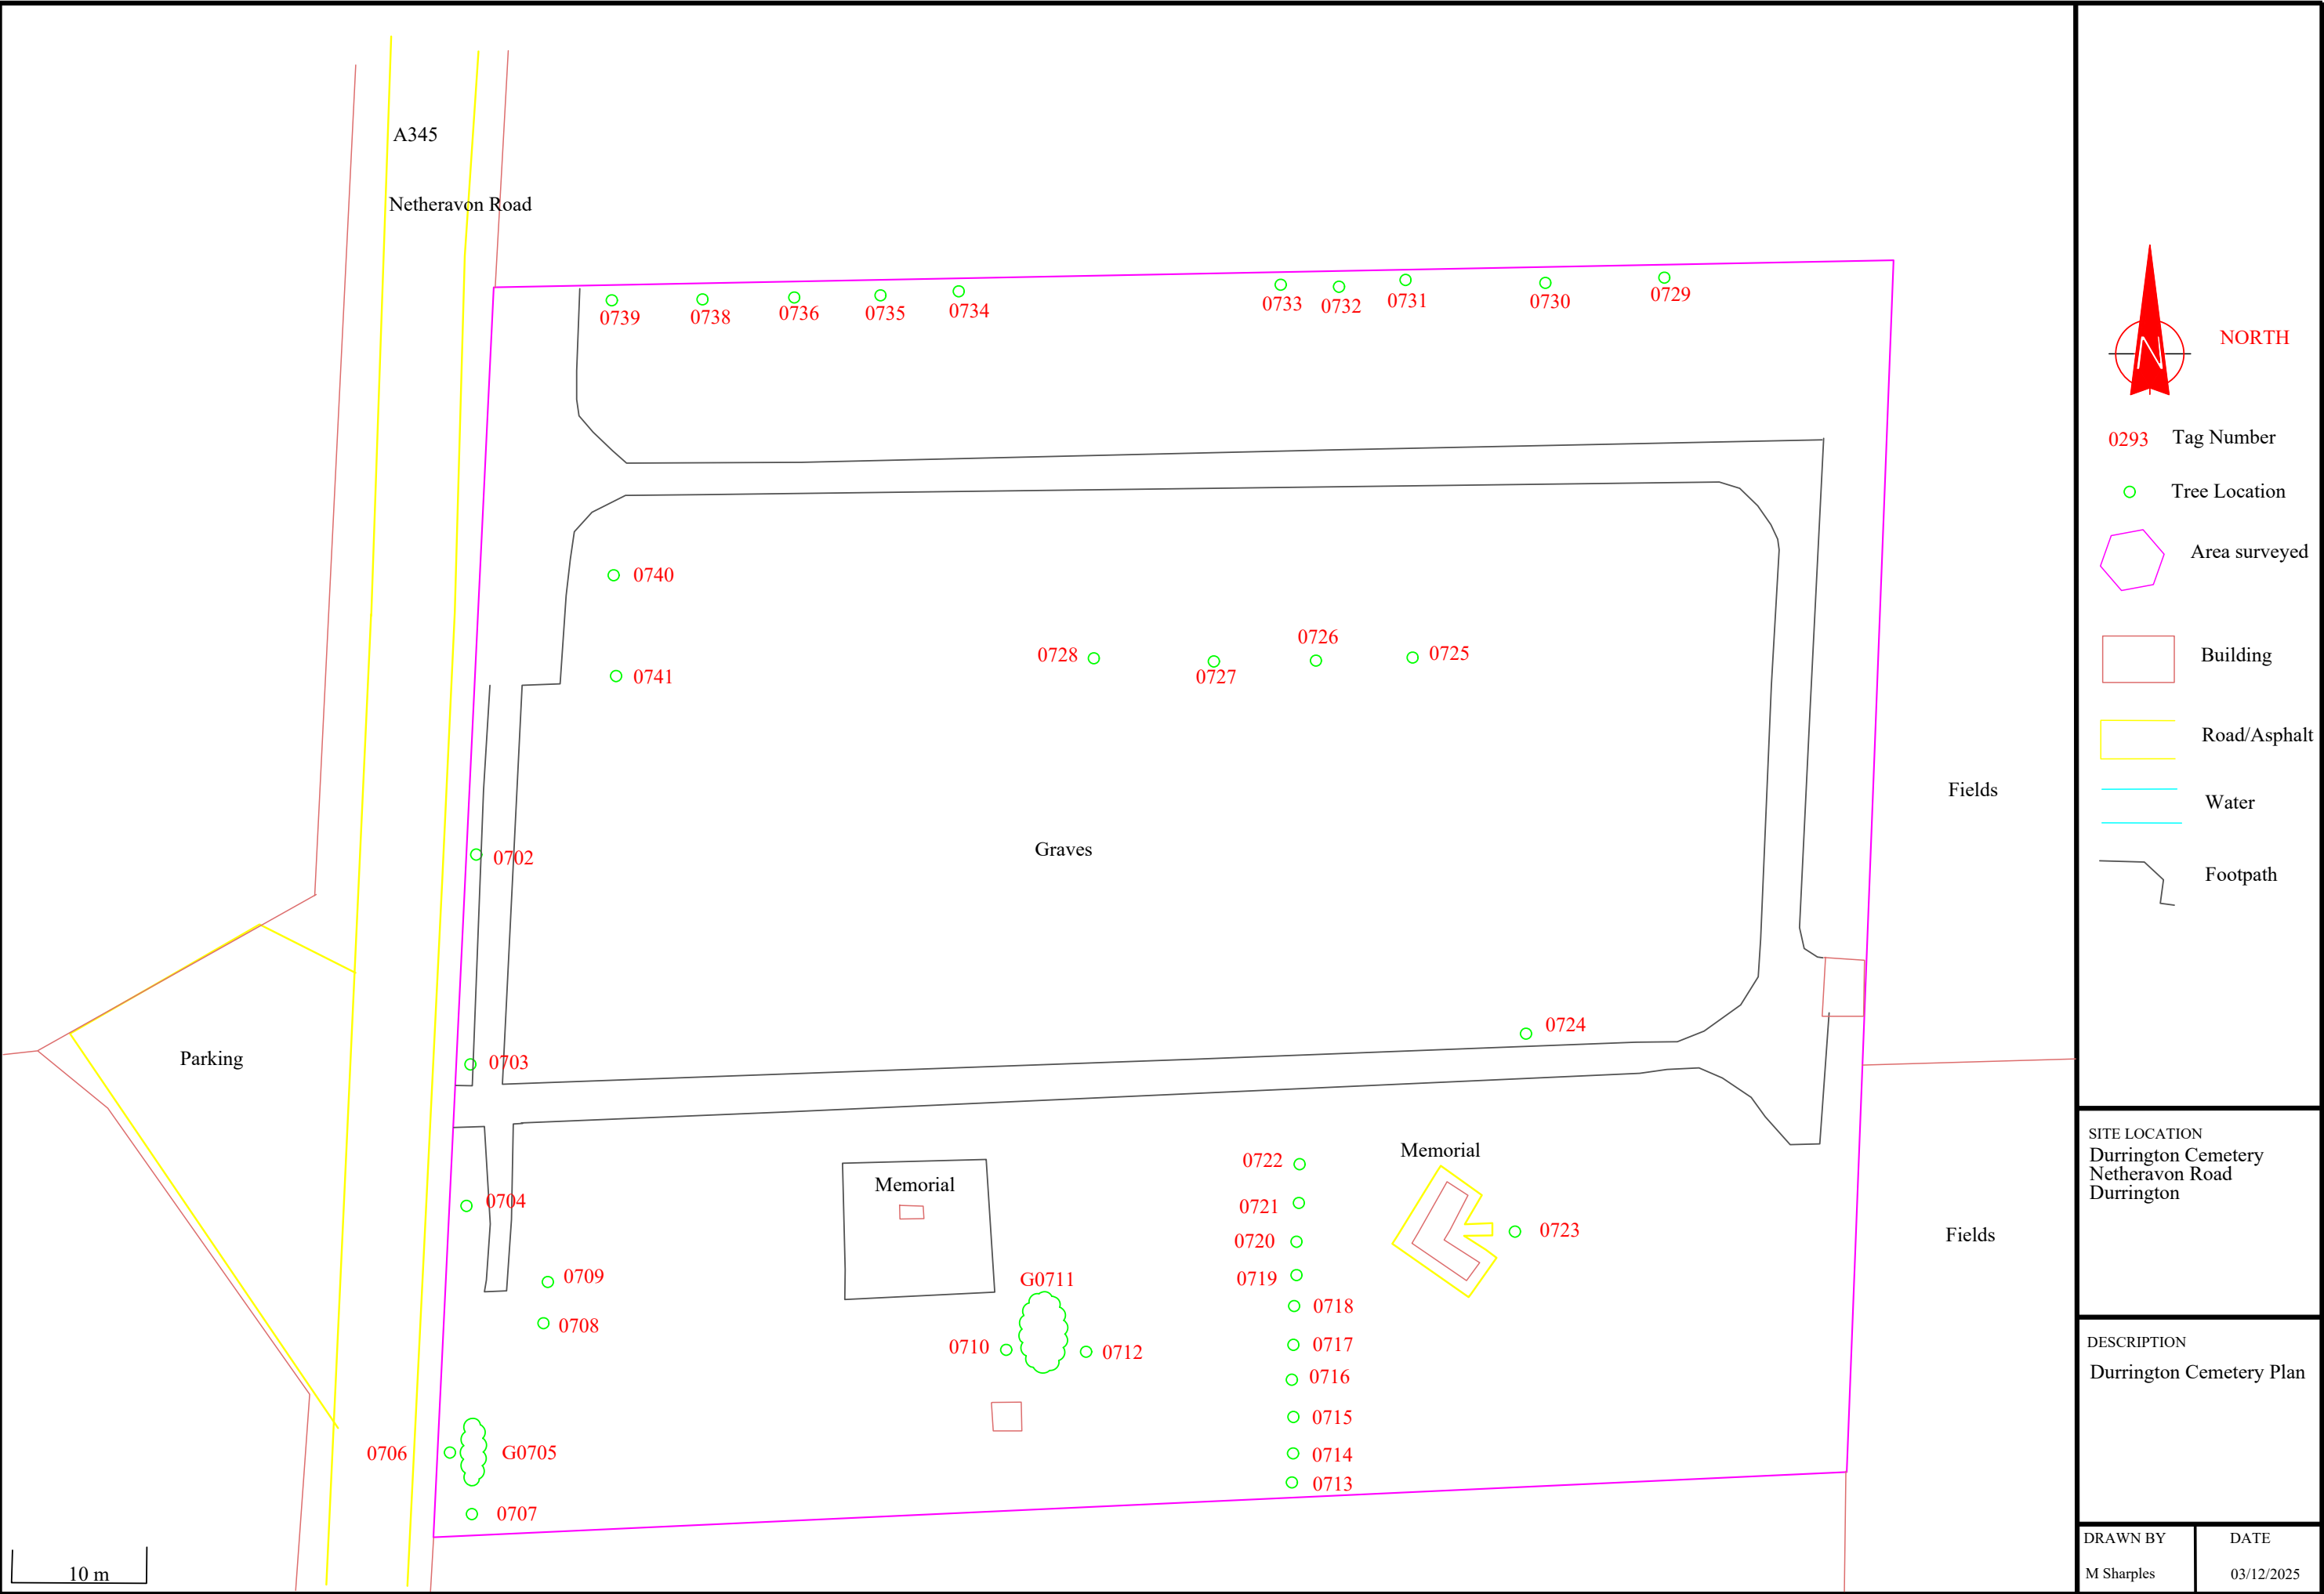 A345
Netheravon Road
0739
0738
0736
0735
0734
0733
0732
0731
0730
0729
0740
0741
0728
0727
0726
0725
0702
Graves
Fields
0703
Parking
0724
0704
0709
0708
Memorial
G0711
0710
0712
0722
0721
0720
0719
0718
0717
0716
0715
0714
0713
Memorial
0723
Fields
0706
G0705
0707
10 m
N
NORTH
0293 Tag Number
Tree Location
Area surveyed
Building
Road/Asphalt
Water
Footpath
SITE LOCATION
Durrington Cemetery
Netheravon Road
Durrington
DESCRIPTION
Durrington Cemetery Plan
DRAWN BY
M Sharples
DATE
03/12/2025